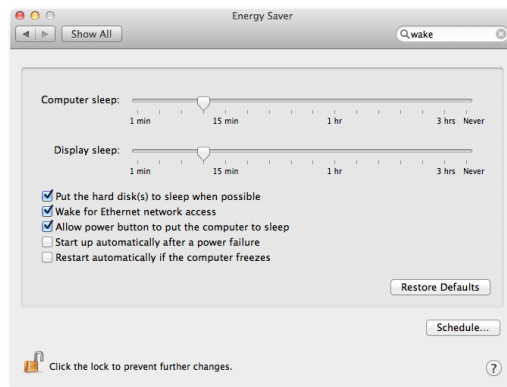 Energy Saver
Show All
wake
Computer sleep:
1 min 15 min 1 hr 3 hrs Never
Display sleep:
1 min 15 min 1 hr 3 hrs Never
Put the hard disk(s) to sleep when possible
Wake for Ethernet network access
Allow power button to put the computer to sleep
Start up automatically after a power failure
Restart automatically if the computer freezes
Restore Defaults
Schedule...
Click the lock to prevent further changes.
?